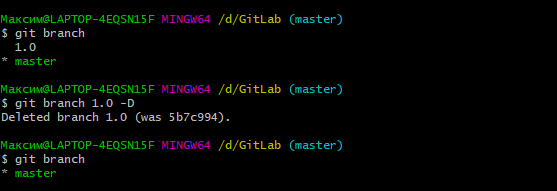 Максим@LAPTOP-4EQSN15F MINGW64 /d/GitLab (master)
$ git branch
  1.0
* master
Максим@LAPTOP-4EQSN15F MINGW64 /d/GitLab (master)
$ git branch 1.0 -D
Deleted branch 1.0 (was 5b7c994).
Максим@LAPTOP-4EQSN15F MINGW64 /d/GitLab (master)
$ git branch
* master